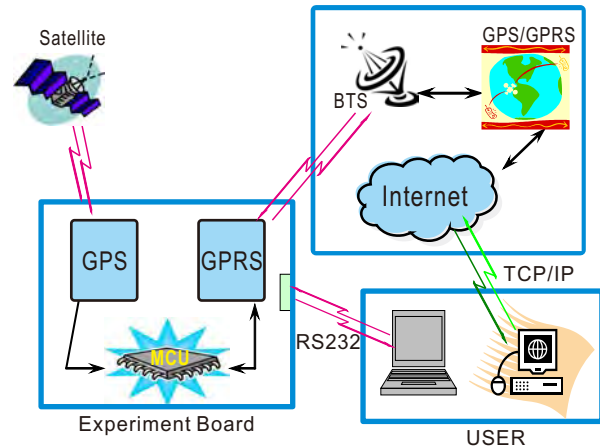 Satellite
GPS/GPRS
BTS
Internet
GPS
GPRS
TCP/IP
MCU
RS232
Experiment Board
USER